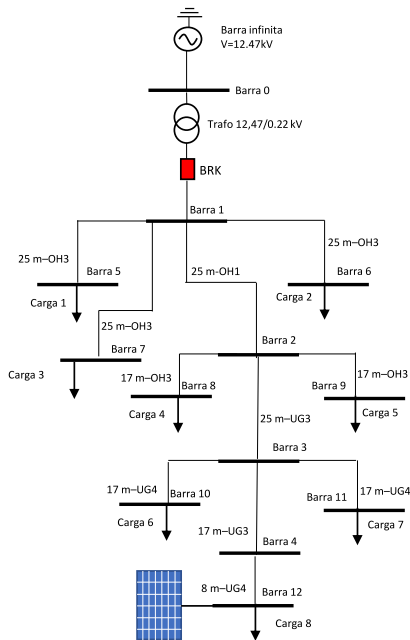 Barra infinita
V=12.47kV
Barra 0
Trafo 12,47/0.22 kV
BRK
Barra 1
25 m–OH3
25 m–OH3
Barra 5
25 m-OH1
Barra 6
Carga 1
Carga 2
25 m–OH3
Barra 7
Barra 2
Carga 3
17 m–OH3
Barra 8
Barra 9
17 m–OH3
Carga 4
Carga 5
25 m–UG3
Barra 3
17 m–UG4
Barra 10
Barra 11
17 m–UG4
Carga 6
Carga 7
17 m–UG3
Barra 4
8 m–UG4
Barra 12
Carga 8